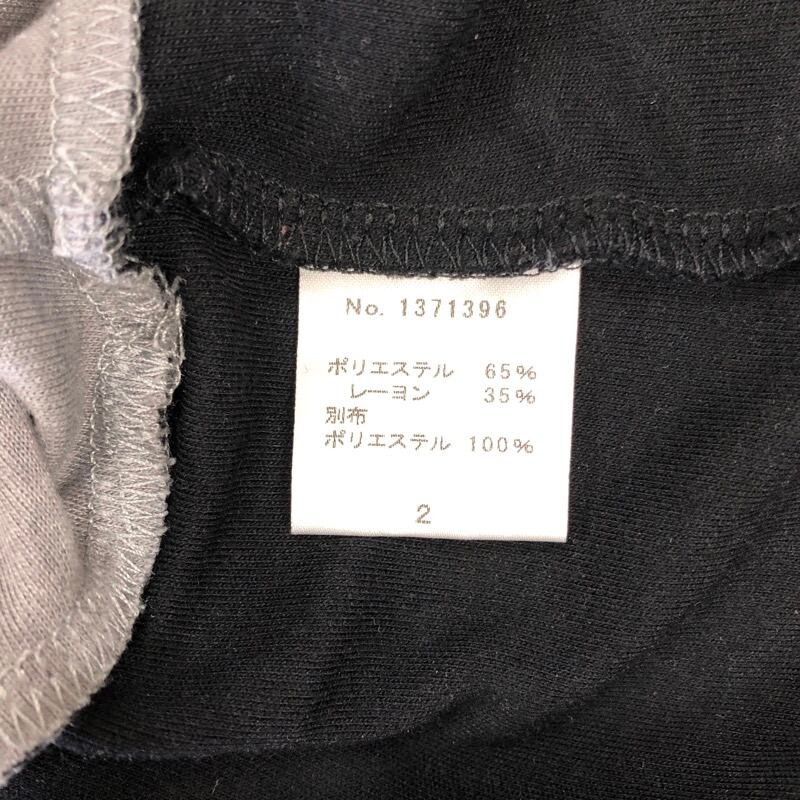 No. 1371396
ポリエステル 65%
レーヨン 35%
別布
ポリエステル 100%
2